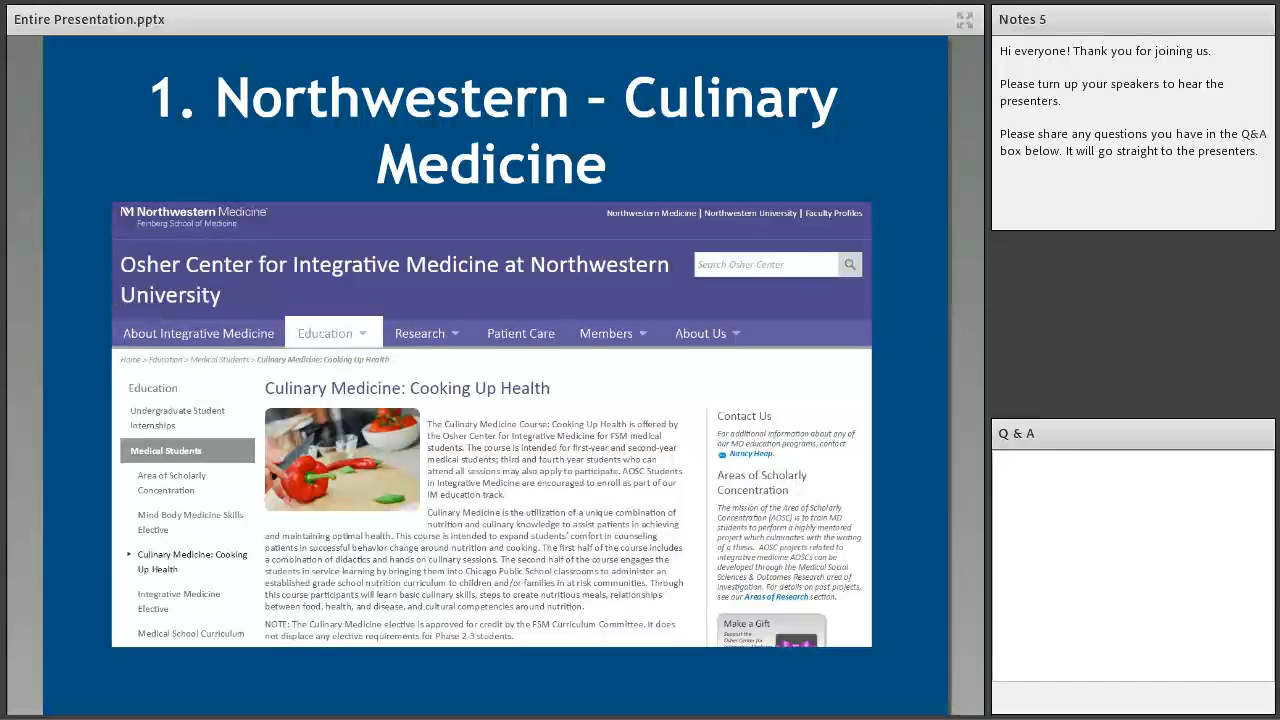 Entire Presentation.pptx
1. Northwestern - Culinary
Medicine
Northwestern Medicine
Feinberg School of Medicine
Northwestern Medicine | Northwestern University | Faculty Profiles
Osher Center for Integrative Medicine at Northwestern
University
Search Osher Center
About Integrative Medicine
Education
Research
Patient Care
Members
About Us
Home > Education > Medical Students > Culinary Medicine: Cooking Up Health
Education
Undergraduate Student
Internships
Medical Students
Area of Scholarly
Concentration
Mind Body Medicine Skills
Elective
Culinary Medicine: Cooking
Up Health
Integrative Medicine
Elective
Medical School Curriculum
Culinary Medicine: Cooking Up Health
The Culinary Medicine Course: Cooking Up Health is offered by
the Osher Center for Integrative Medicine for FSM medical
students. The course is intended for first-year and second-year
medical students; third and fourth year students who can
attend all sessions may also apply to participate. AOSC Students
in Integrative Medicine are encouraged to enroll as part of our
IM education track.
Culinary Medicine is the utilization of a unique combination of
nutrition and culinary knowledge to assist patients in achieving
and maintaining optimal health. This course is intended to expand students' comfort in counseling
patients in successful behavior change around nutrition and cooking. The first half of the course includes
a combination of didactics and hands on culinary sessions. The second half of the course engages the
students in service learning by bringing them into Chicago Public School classrooms to administer an
established grade school nutrition curriculum to children and/or families in at risk communities. Through
this course participants will learn basic culinary skills, steps to create nutritious meals, relationships
between food, health, and disease, and cultural competencies around nutrition.
NOTE: The Culinary Medicine elective is approved for credit by the FSM Curriculum Committee. It does
not displace any elective requirements for Phase 2-3 students.
Contact Us
For additional information about any of
our MD education programs, contact
Nancy Heap.
Areas of Scholarly
Concentration
The mission of the Area of Scholarly
Concentration (AOSC) is to train MD
students to perform a highly mentored
project which culminates with the writing
of a thesis. AOSC projects related to
integrative medicine AOSCs can be
developed through the Medical Social
Sciences & Outcomes Research area of
investigation. For details on past projects,
see our Areas of Research section.
Make a Gift
Support the
Osher Center for
Notes 5
Hi everyone! Thank you for joining us.
Please turn up your speakers to hear the
presenters.
Please share any questions you have in the Q&A
box below. It will go straight to the presenters.
Q & A